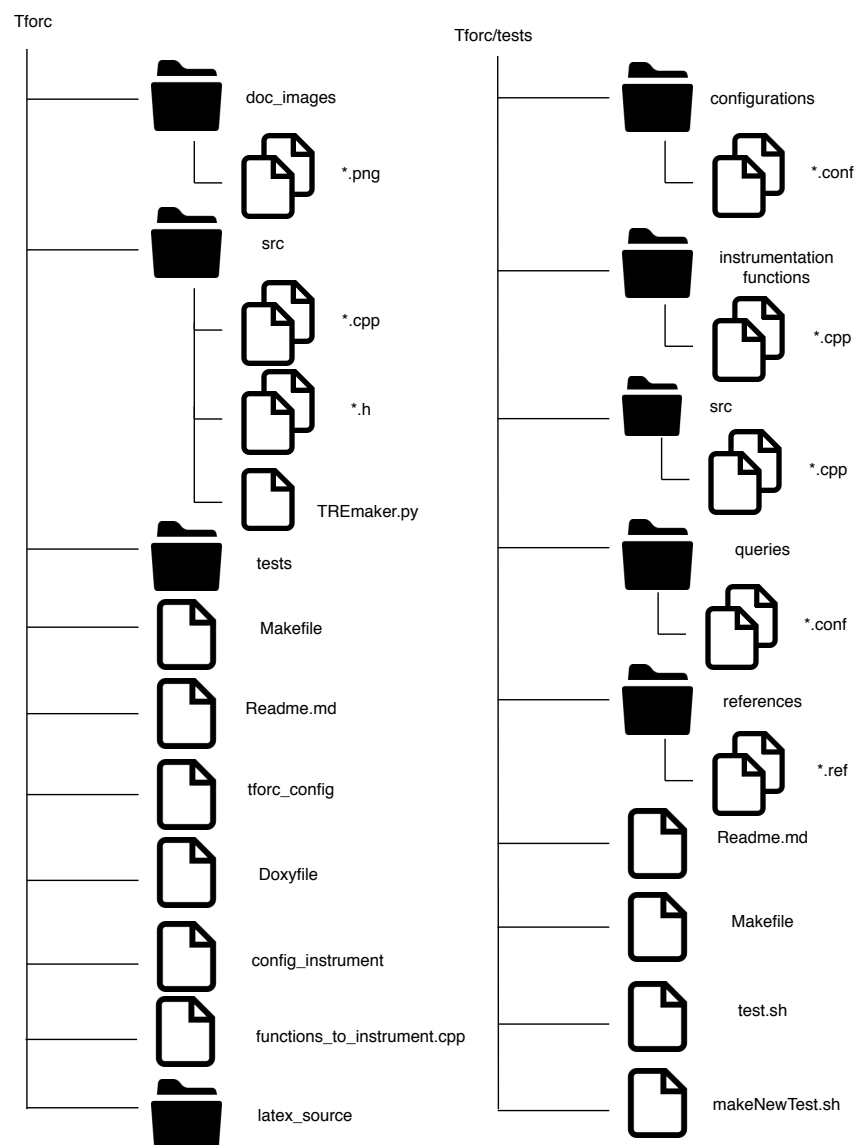 Tforc
doc_images
*.png
src
*.cpp
*.h
TREmaker.py
tests
Makefile
Readme.md
tforc_config
Doxyfile
config_instrument
functions_to_instrument.cpp
latex_source
Tforc/tests
configurations
*.conf
instrumentation
functions
*.cpp
src
*.cpp
queries
*.conf
references
*.ref
Readme.md
Makefile
test.sh
makeNewTest.sh